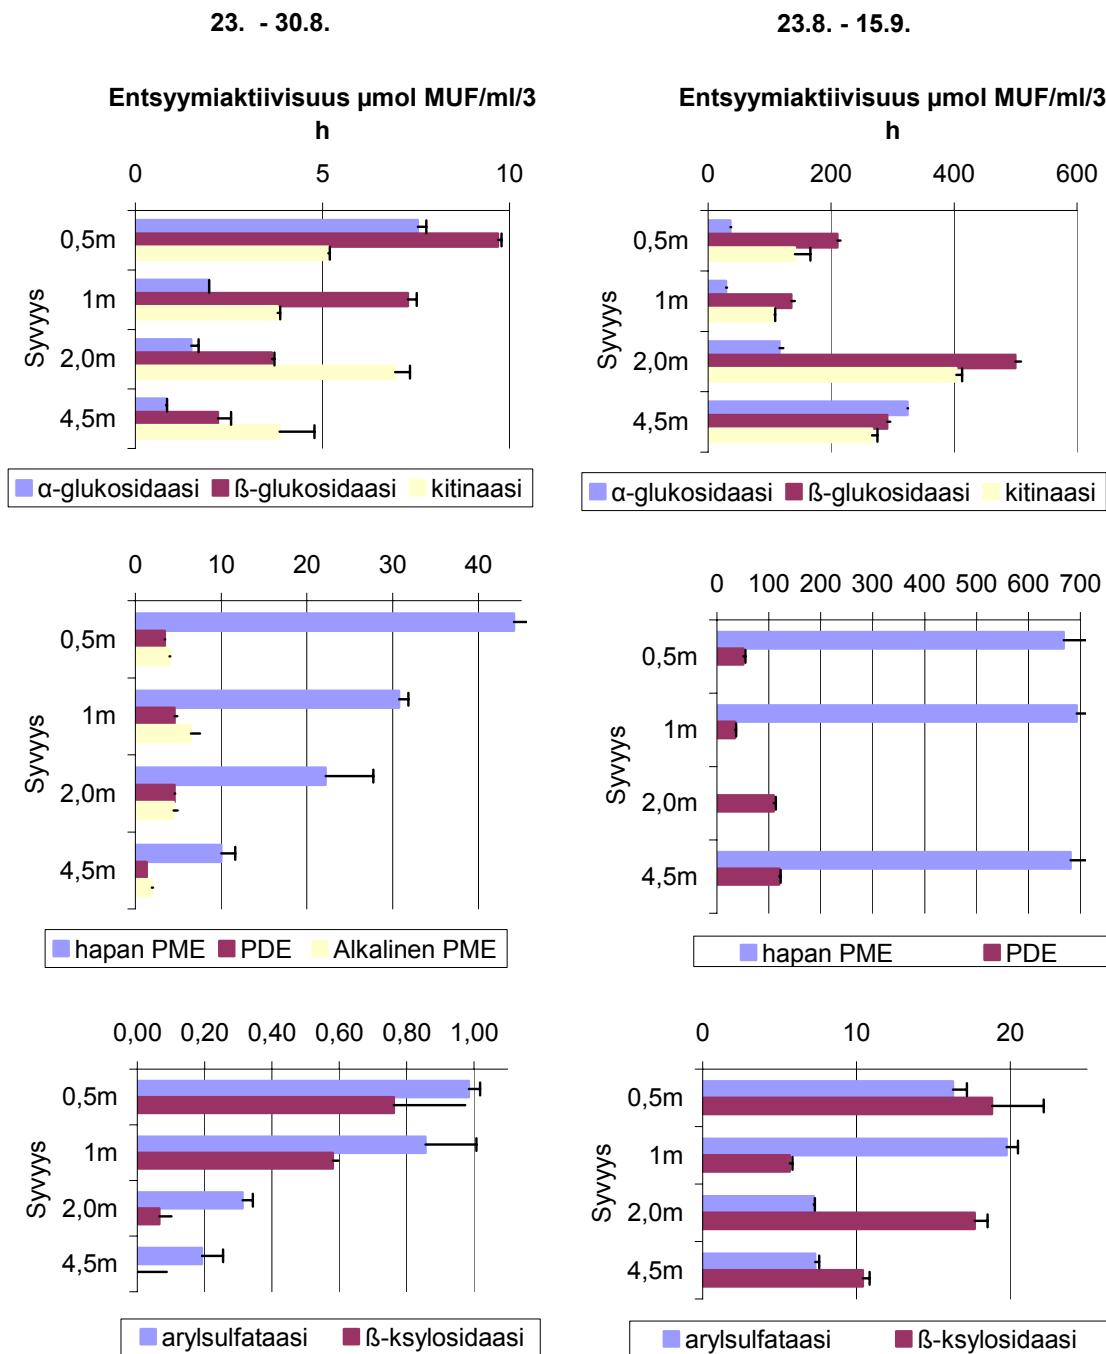 23. - 30.8.
23.8. - 15.9.
Entsyymiaktiivisuus µmol MUF/ml/3
h
0 5 10
Syvyys
0,5m
1m
2,0m
4,5m
α-glukosidaasi ß-glukosidaasi kitinaasi
Entsyymiaktiivisuus µmol MUF/ml/3
h
0 200 400 600
Syvyys
0,5m
1m
2,0m
4,5m
α-glukosidaasi ß-glukosidaasi kitinaasi
0 10 20 30 40
Syvyys
0,5m
1m
2,0m
4,5m
hapan PME PDE Alkalinen PME
0 100 200 300 400 500 600 700
Syvyys
0,5m
1m
2,0m
4,5m
hapan PME PDE
0,00 0,20 0,40 0,60 0,80 1,00
Syvyys
0,5m
1m
2,0m
4,5m
arylsulfataasi ß-ksylosidaasi
0 10 20
Syvyys
0,5m
1m
2,0m
4,5m
arylsulfataasi ß-ksylosidaasi